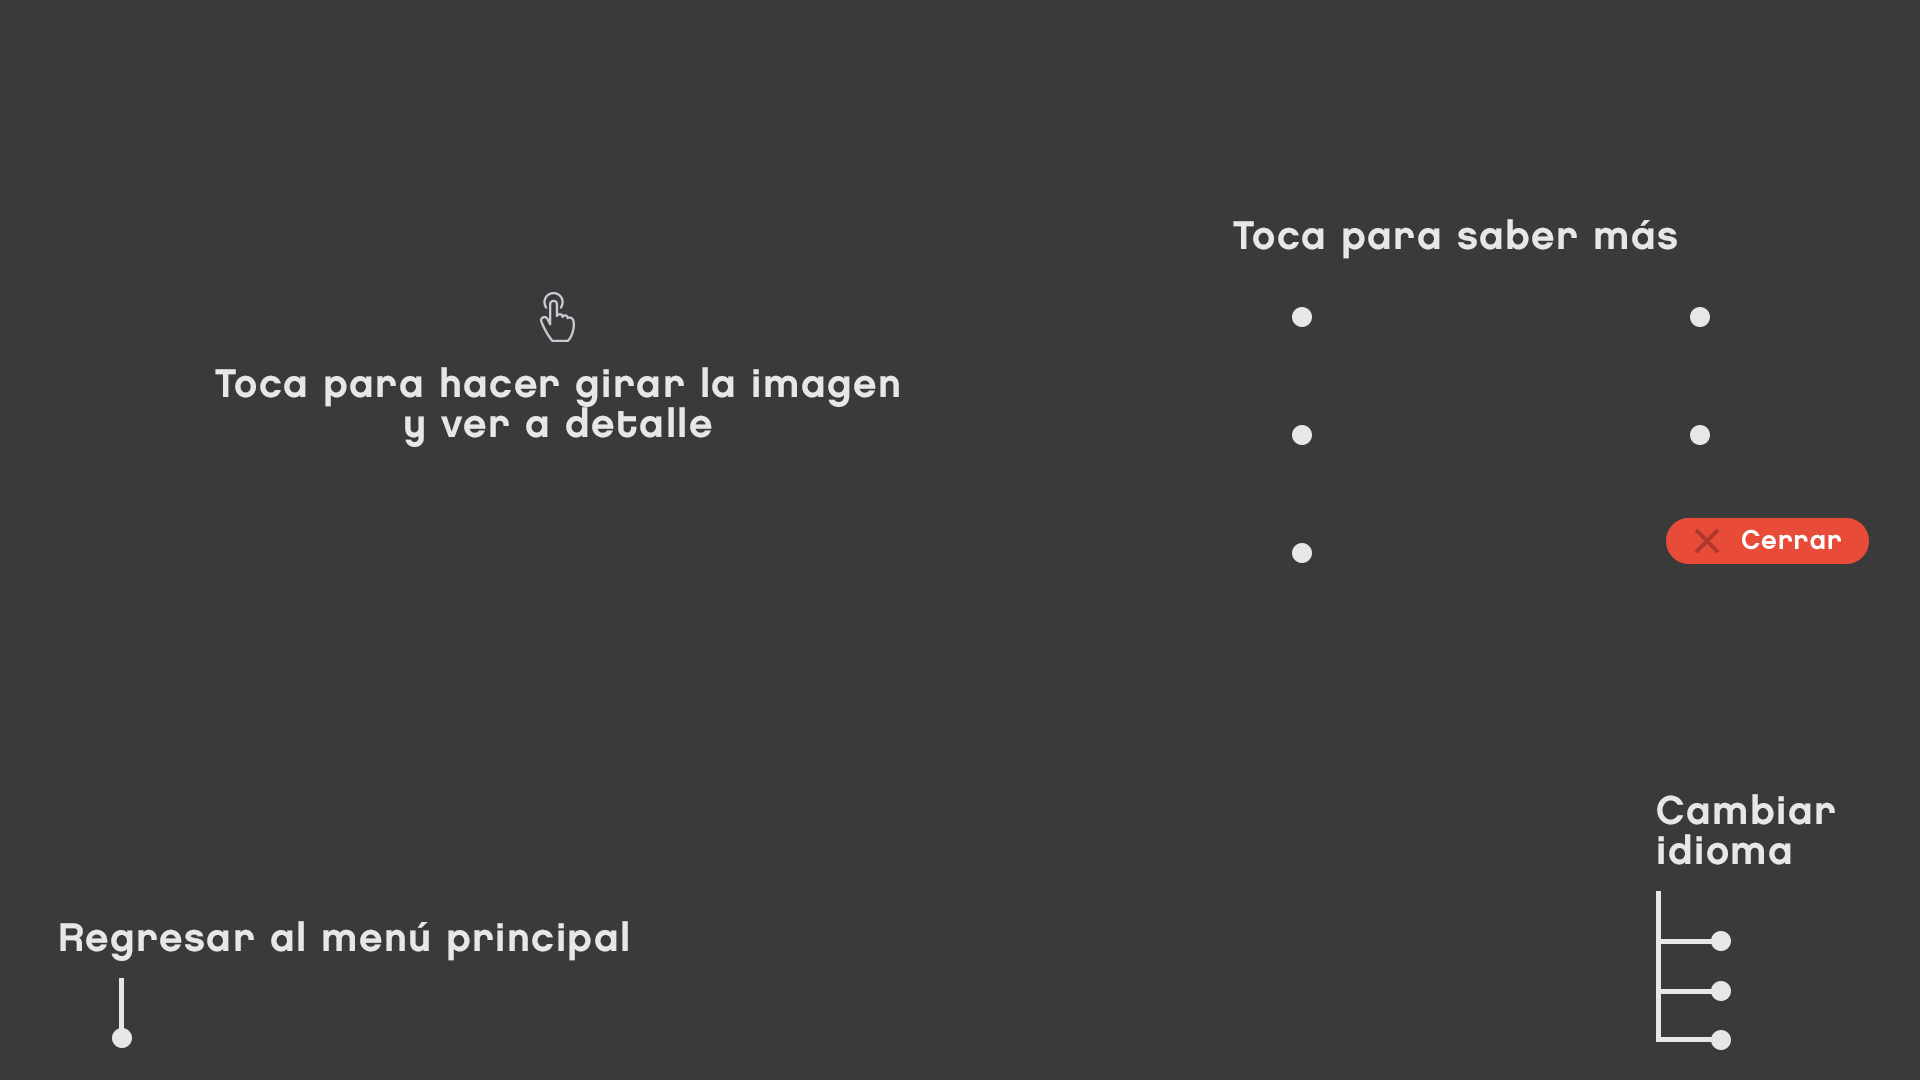 Toca para saber más
Toca para hacer girar la imagen
y ver a detalle
Cerrar
Cambiar
idioma
Regresar al menú principal